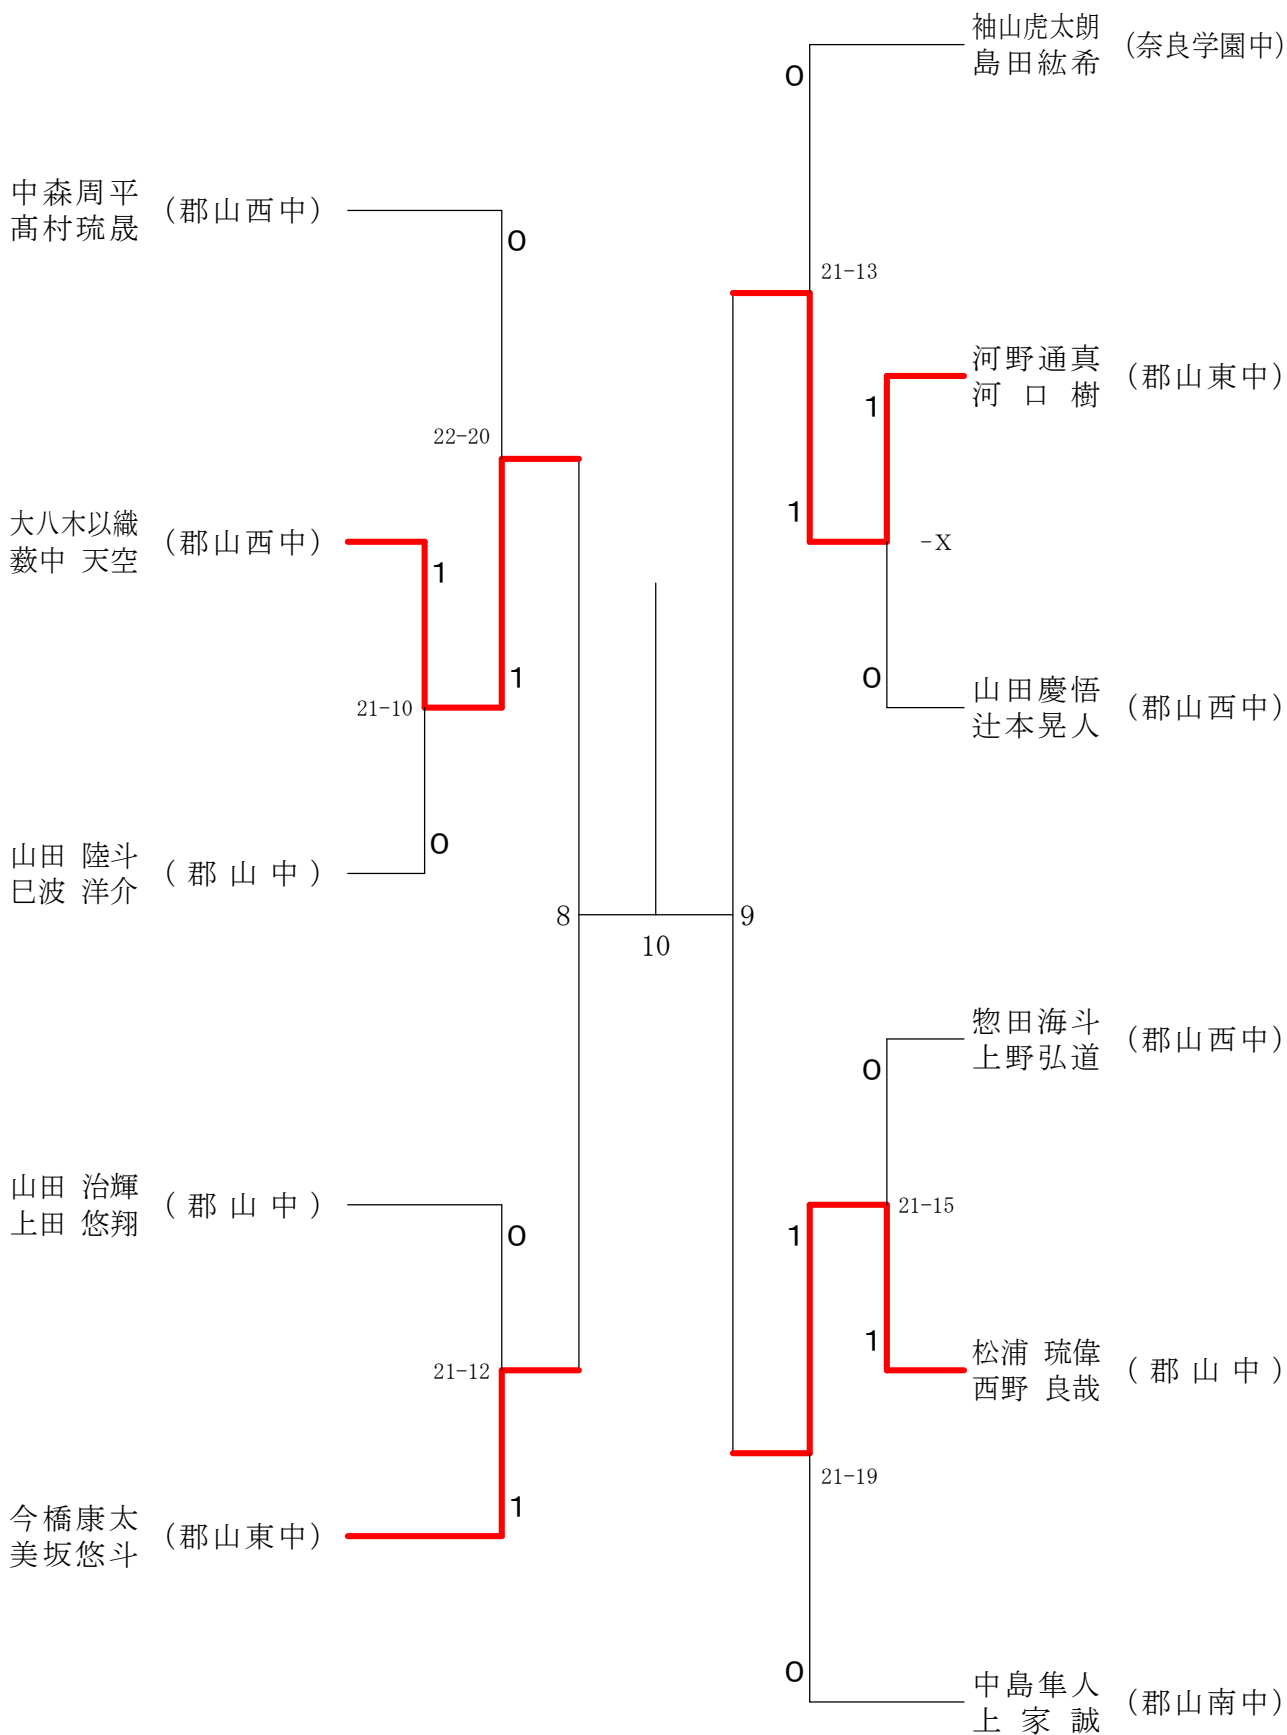 中森周平
髙村琉晟
(郡山西中)
0
22-20
大八木以織
薮中 天空
(郡山西中)
1
1
21-10
山田 陸斗
巳波 洋介
(郡山中)
0
8
山田 治輝
上田 悠翔
(郡山中)
0
21-12
今橋康太
美坂悠斗
(郡山東中)
1
10
袖山虎太朗
島田紘希
(奈良学園中)
0
21-13
河野通真
河口樹
(郡山東中)
1
1
-X
山田慶悟
辻本晃人
(郡山西中)
0
9
惣田海斗
上野弘道
(郡山西中)
0
21-15
1
松浦 琉偉
西野 良哉
(郡山中)
1
21-19
中島隼人
上家誠
(郡山南中)
0